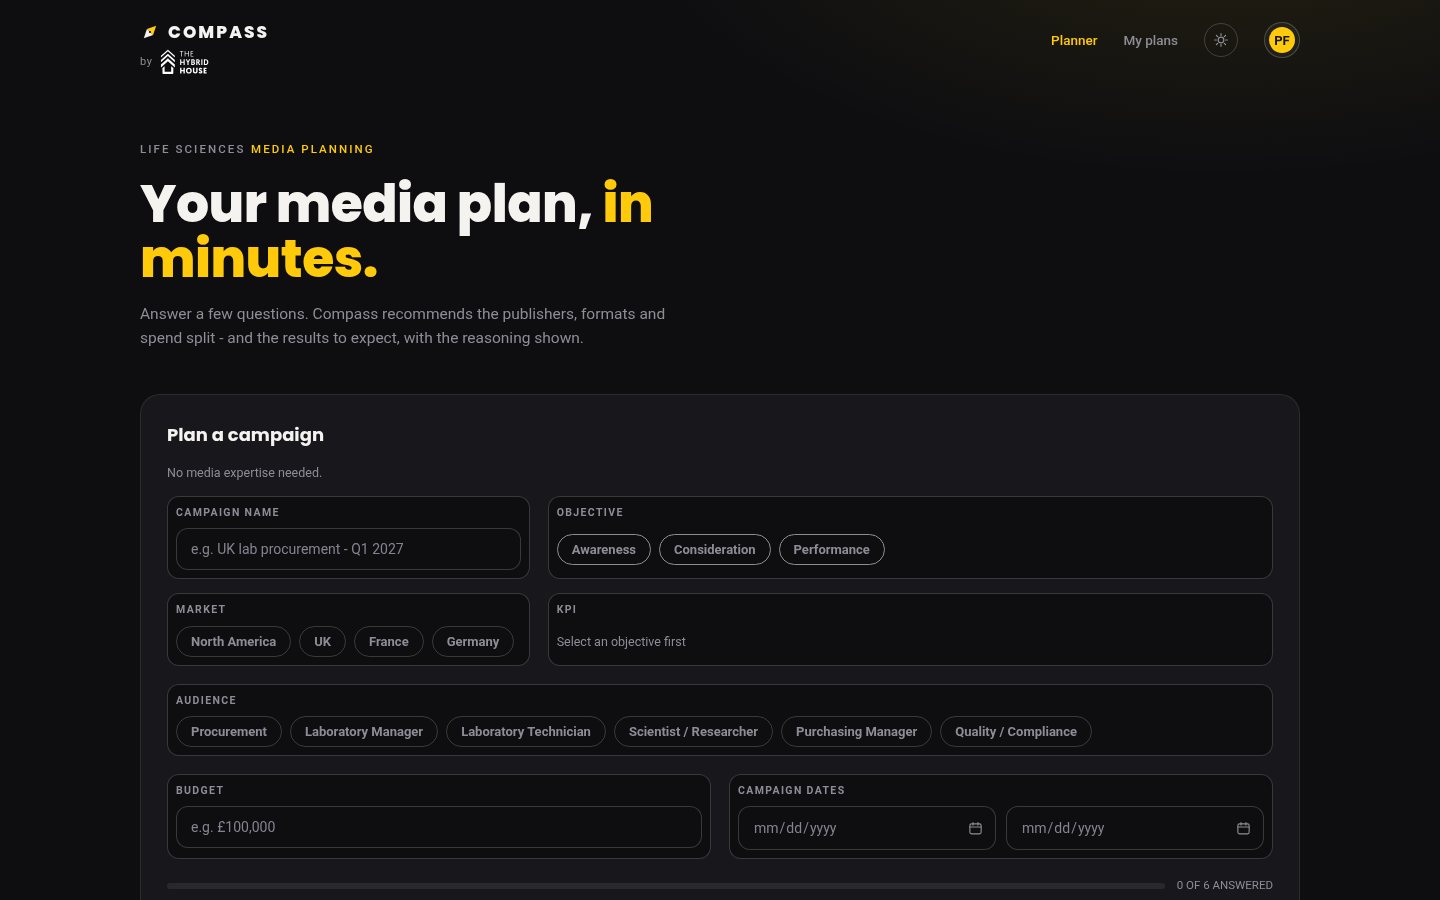 COMPASS
by THE HYBRID HOUSE
Planner
My plans
PF
LIFE SCIENCES MEDIA PLANNING
Your media plan, in
minutes.
Answer a few questions. Compass recommends the publishers, formats and
spend split - and the results to expect, with the reasoning shown.
Plan a campaign
No media expertise needed.
CAMPAIGN NAME
e.g. UK lab procurement - Q1 2027
OBJECTIVE
Awareness
Consideration
Performance
MARKET
North America
UK
France
Germany
KPI
Select an objective first
AUDIENCE
Procurement
Laboratory Manager
Laboratory Technician
Scientist / Researcher
Purchasing Manager
Quality / Compliance
BUDGET
e.g. £100,000
CAMPAIGN DATES
mm/dd/yyyy
mm/dd/yyyy
0 OF 6 ANSWERED